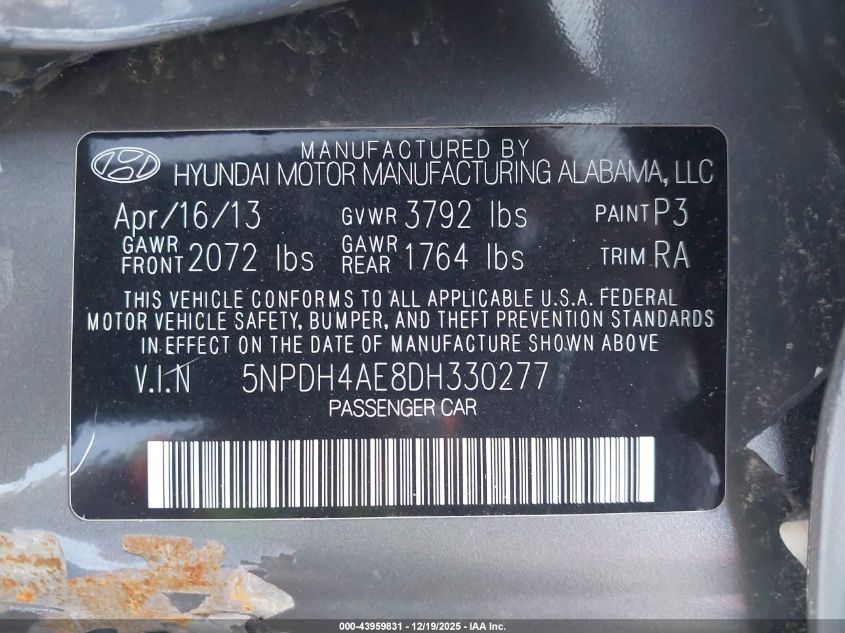 MANUFACTURED BY
HYUNDAI MOTOR MANUFACTURING ALABAMA, LLC
Apr/16/13 GVWR 3792 lbs PAINT P3
GAWR FRONT 2072 lbs GAWR REAR 1764 lbs TRIM RA
THIS VEHICLE CONFORMS TO ALL APPLICABLE U.S.A. FEDERAL
MOTOR VEHICLE SAFETY, BUMPER, AND THEFT PREVENTION STANDARDS
IN EFFECT ON THE DATE OF MANUFACTURE SHOWN ABOVE
V.I.N 5NPDH4AE8DH330277
PASSENGER CAR
000-43959831 - 12/19/2025 - IAA Inc.